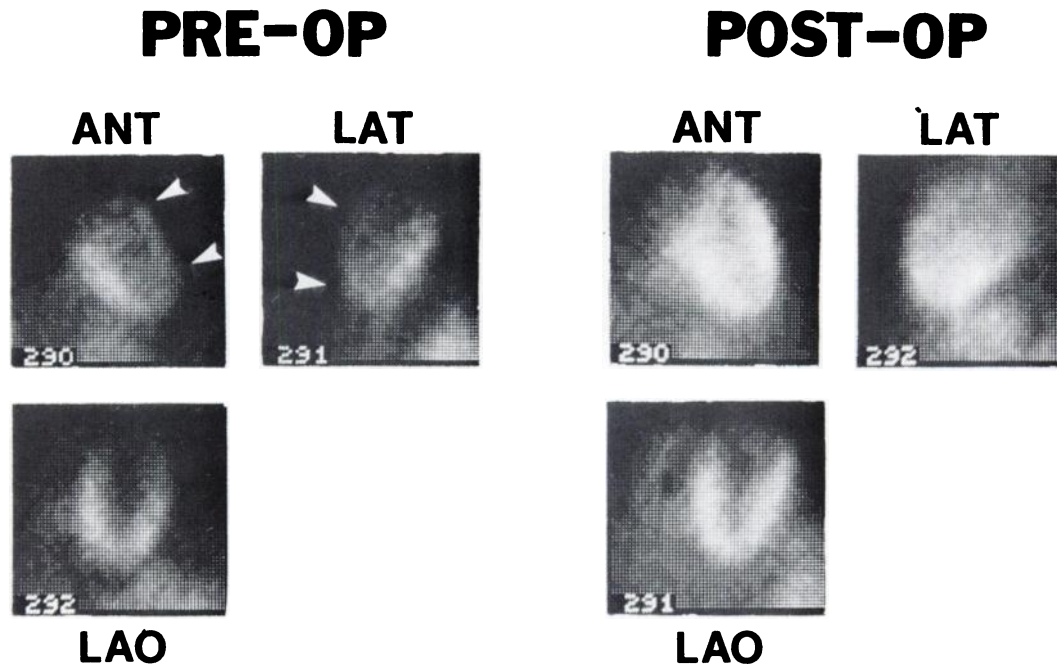 PRE-OP POST-OP
ANT LAT ANT LAT
290 291 290 292
292 291
LAO LAO